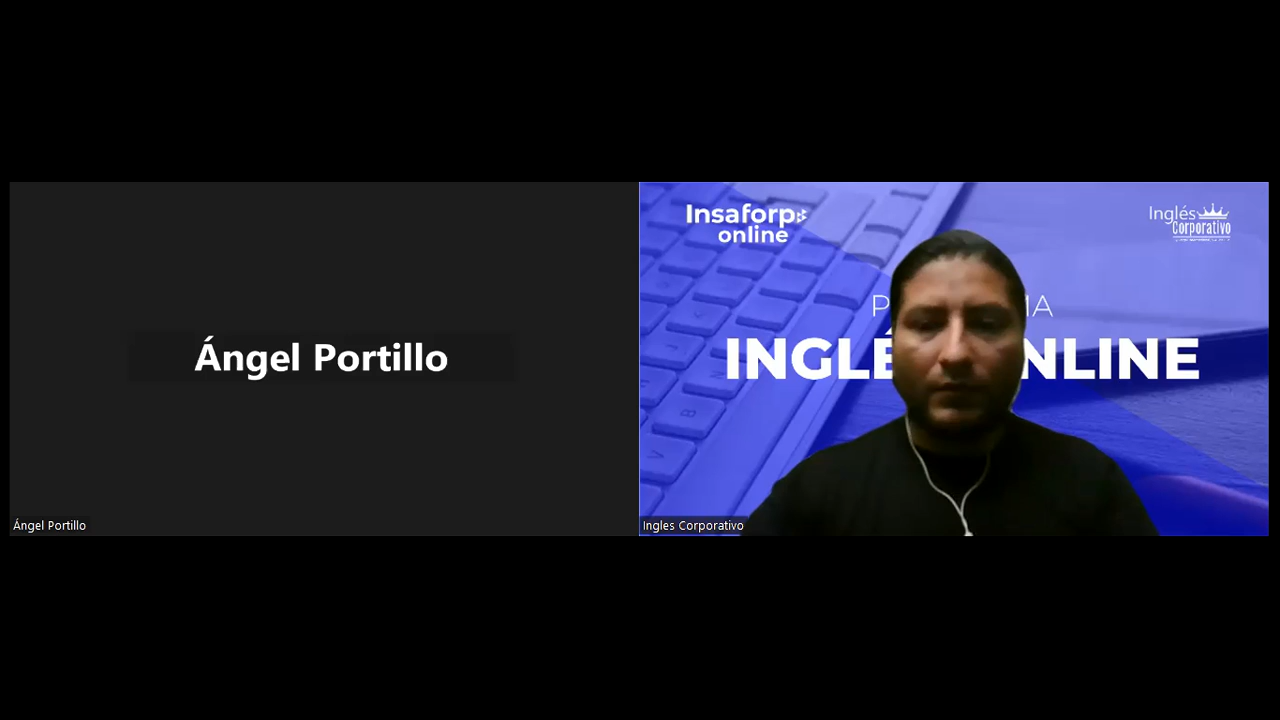 Ángel Portillo
Ángel Portillo
Insaforp
online
Inglés
Corporativo
INGLÉ NLINE
Ingles Corporativo